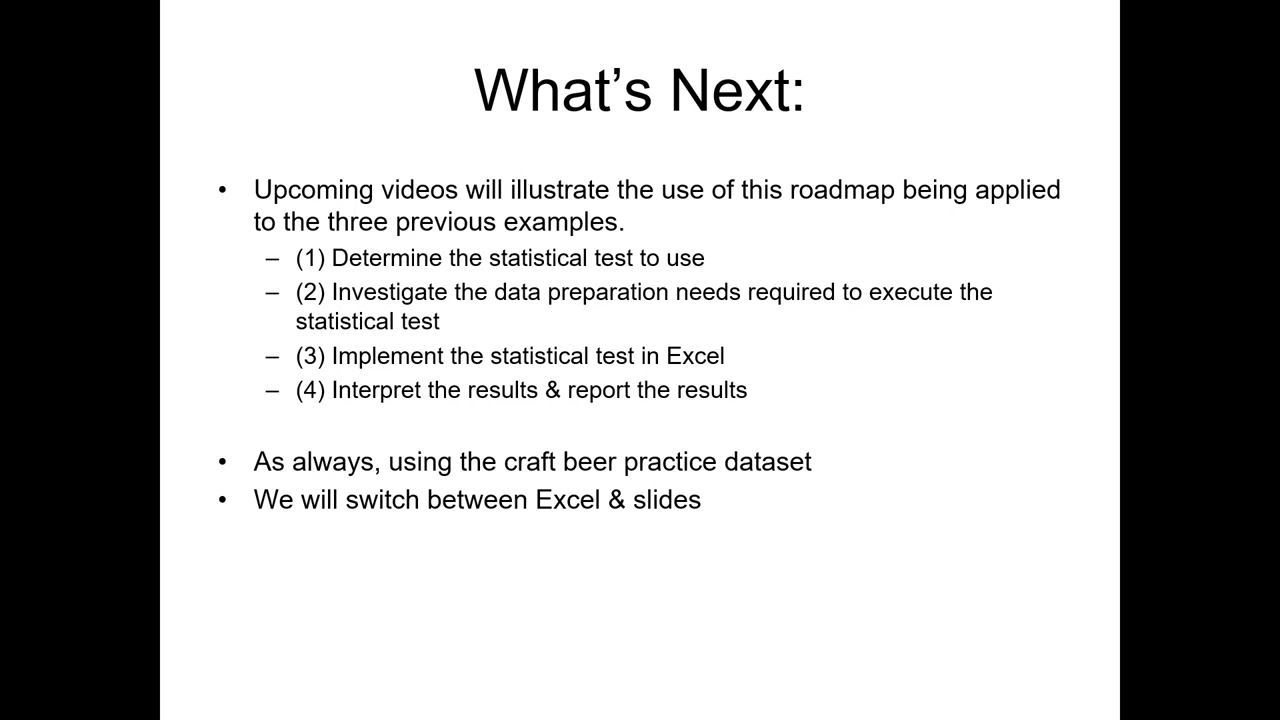 What’s Next:
• Upcoming videos will illustrate the use of this roadmap being applied
to the three previous examples.
– (1) Determine the statistical test to use
– (2) Investigate the data preparation needs required to execute the
statistical test
– (3) Implement the statistical test in Excel
– (4) Interpret the results & report the results
• As always, using the craft beer practice dataset
• We will switch between Excel & slides